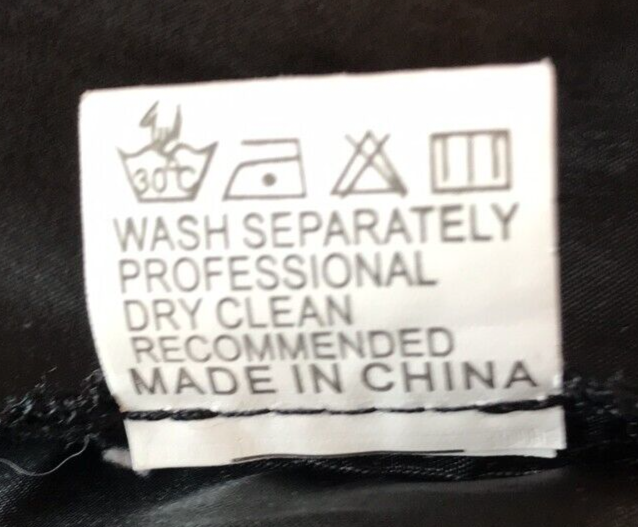 30°C
WASH SEPARATELY
PROFESSIONAL
DRY CLEAN
RECOMMENDED
MADE IN CHINA